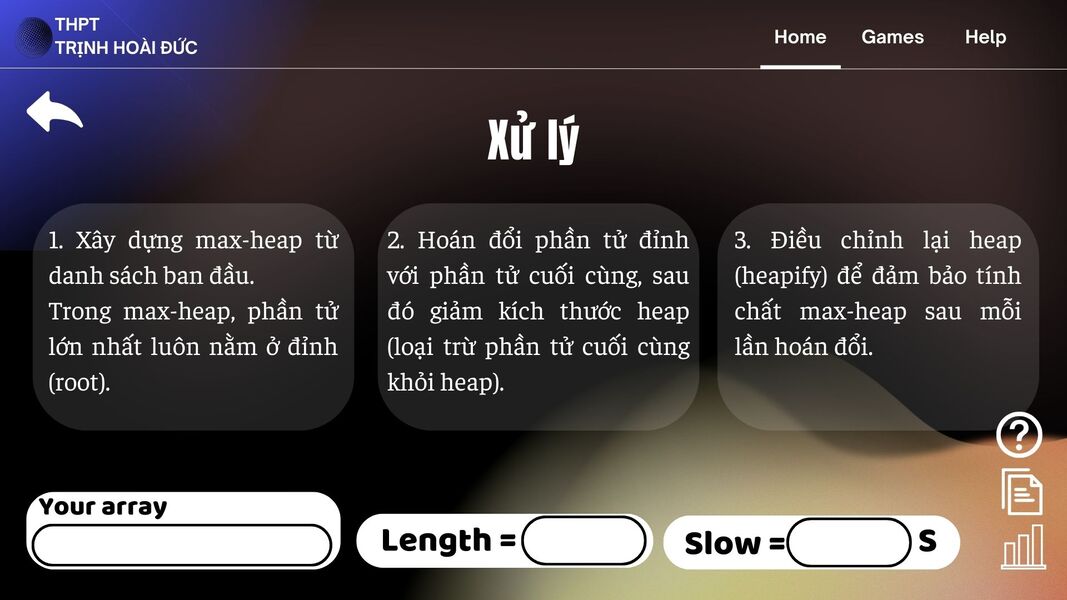 THPT
TRỊNH HOÀI ĐỨC
Home
Games
Help
Xử lý
1. Xây dựng max-heap từ
danh sách ban đầu.
Trong max-heap, phần tử
lớn nhất luôn nằm ở đỉnh
(root).
2. Hoán đổi phần tử đỉnh
với phần tử cuối cùng, sau
đó giảm kích thước heap
(loại trừ phần tử cuối cùng
khỏi heap).
3. Điều chỉnh lại heap
(heapify) để đảm bảo tính
chất max-heap sau mỗi
lần hoán đổi.
?
Your array
Length =
Slow = S